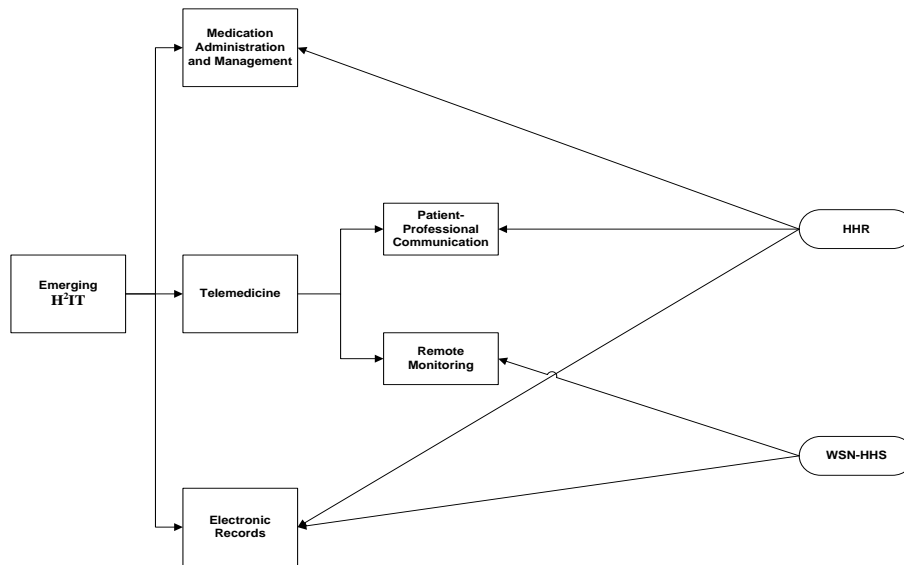 Medication
Administration
and Management
Patient-
Professional
Communication
HHR
Emerging
H²IT
Telemedicine
Remote
Monitoring
WSN-HHS
Electronic
Records